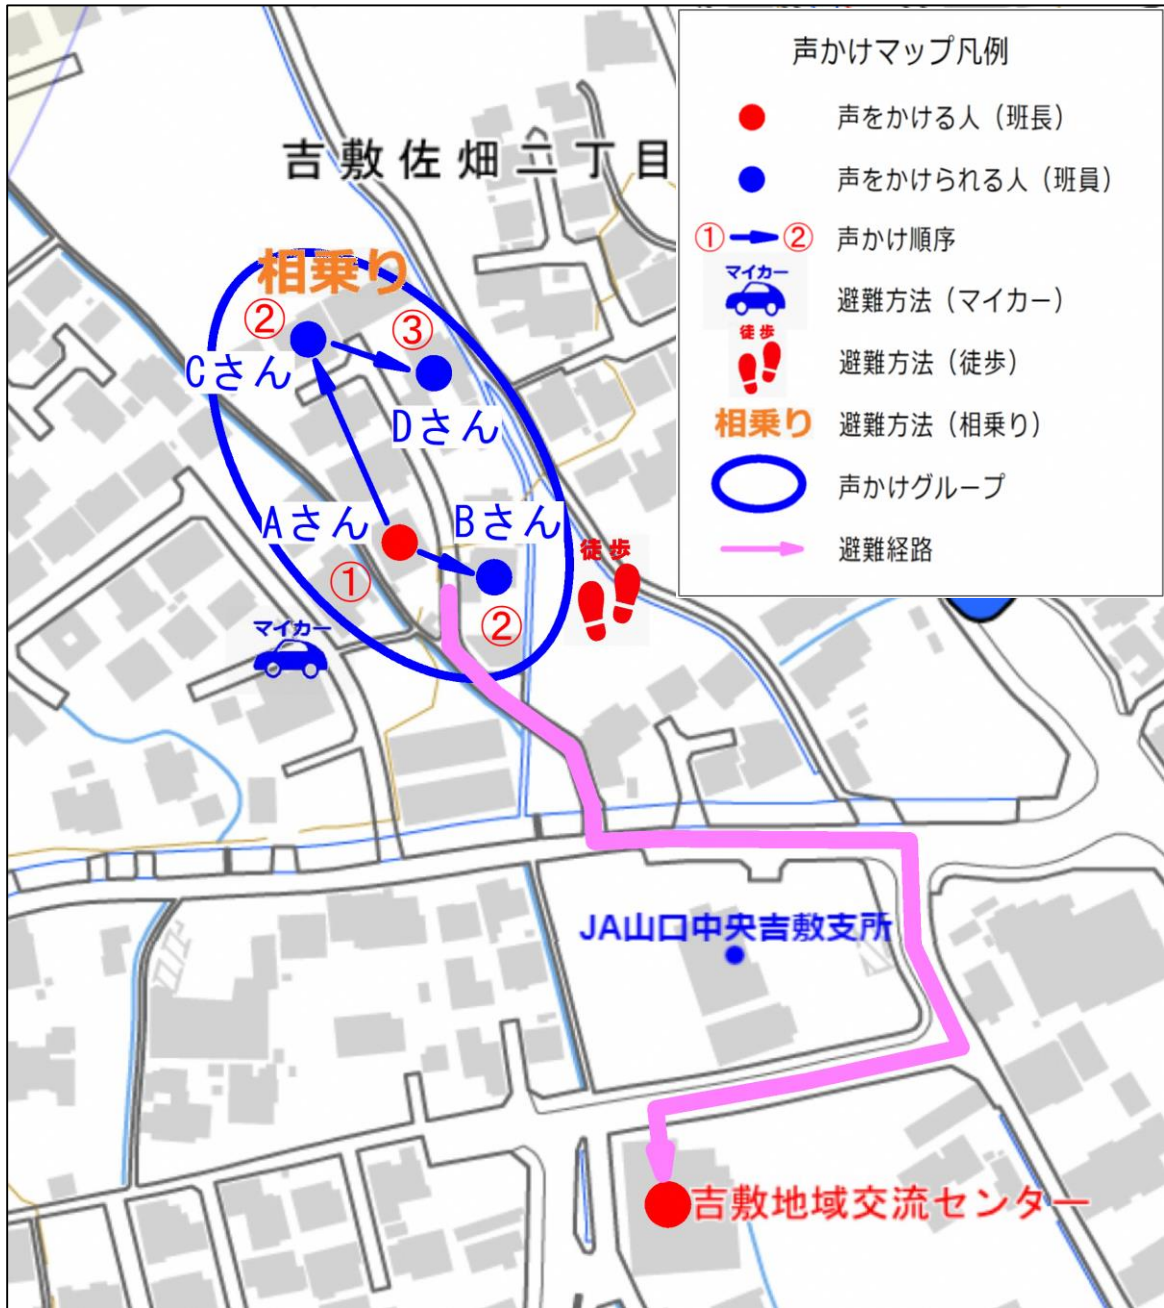 声かけマップ凡例
声をかける人（班長）
声をかけられる人（班員）
①→② 声かけ順序
マイカー
避難方法（マイカー）
徒歩
避難方法（徒歩）
相乗り 避難方法（相乗り）
声かけグループ
避難経路
吉敷佐畑二丁目
相乗り
② ③
Cさん
Dさん
Aさん Bさん
①
②
徒歩
マイカー
JA山口中央吉敷支所
吉敷地域交流センター